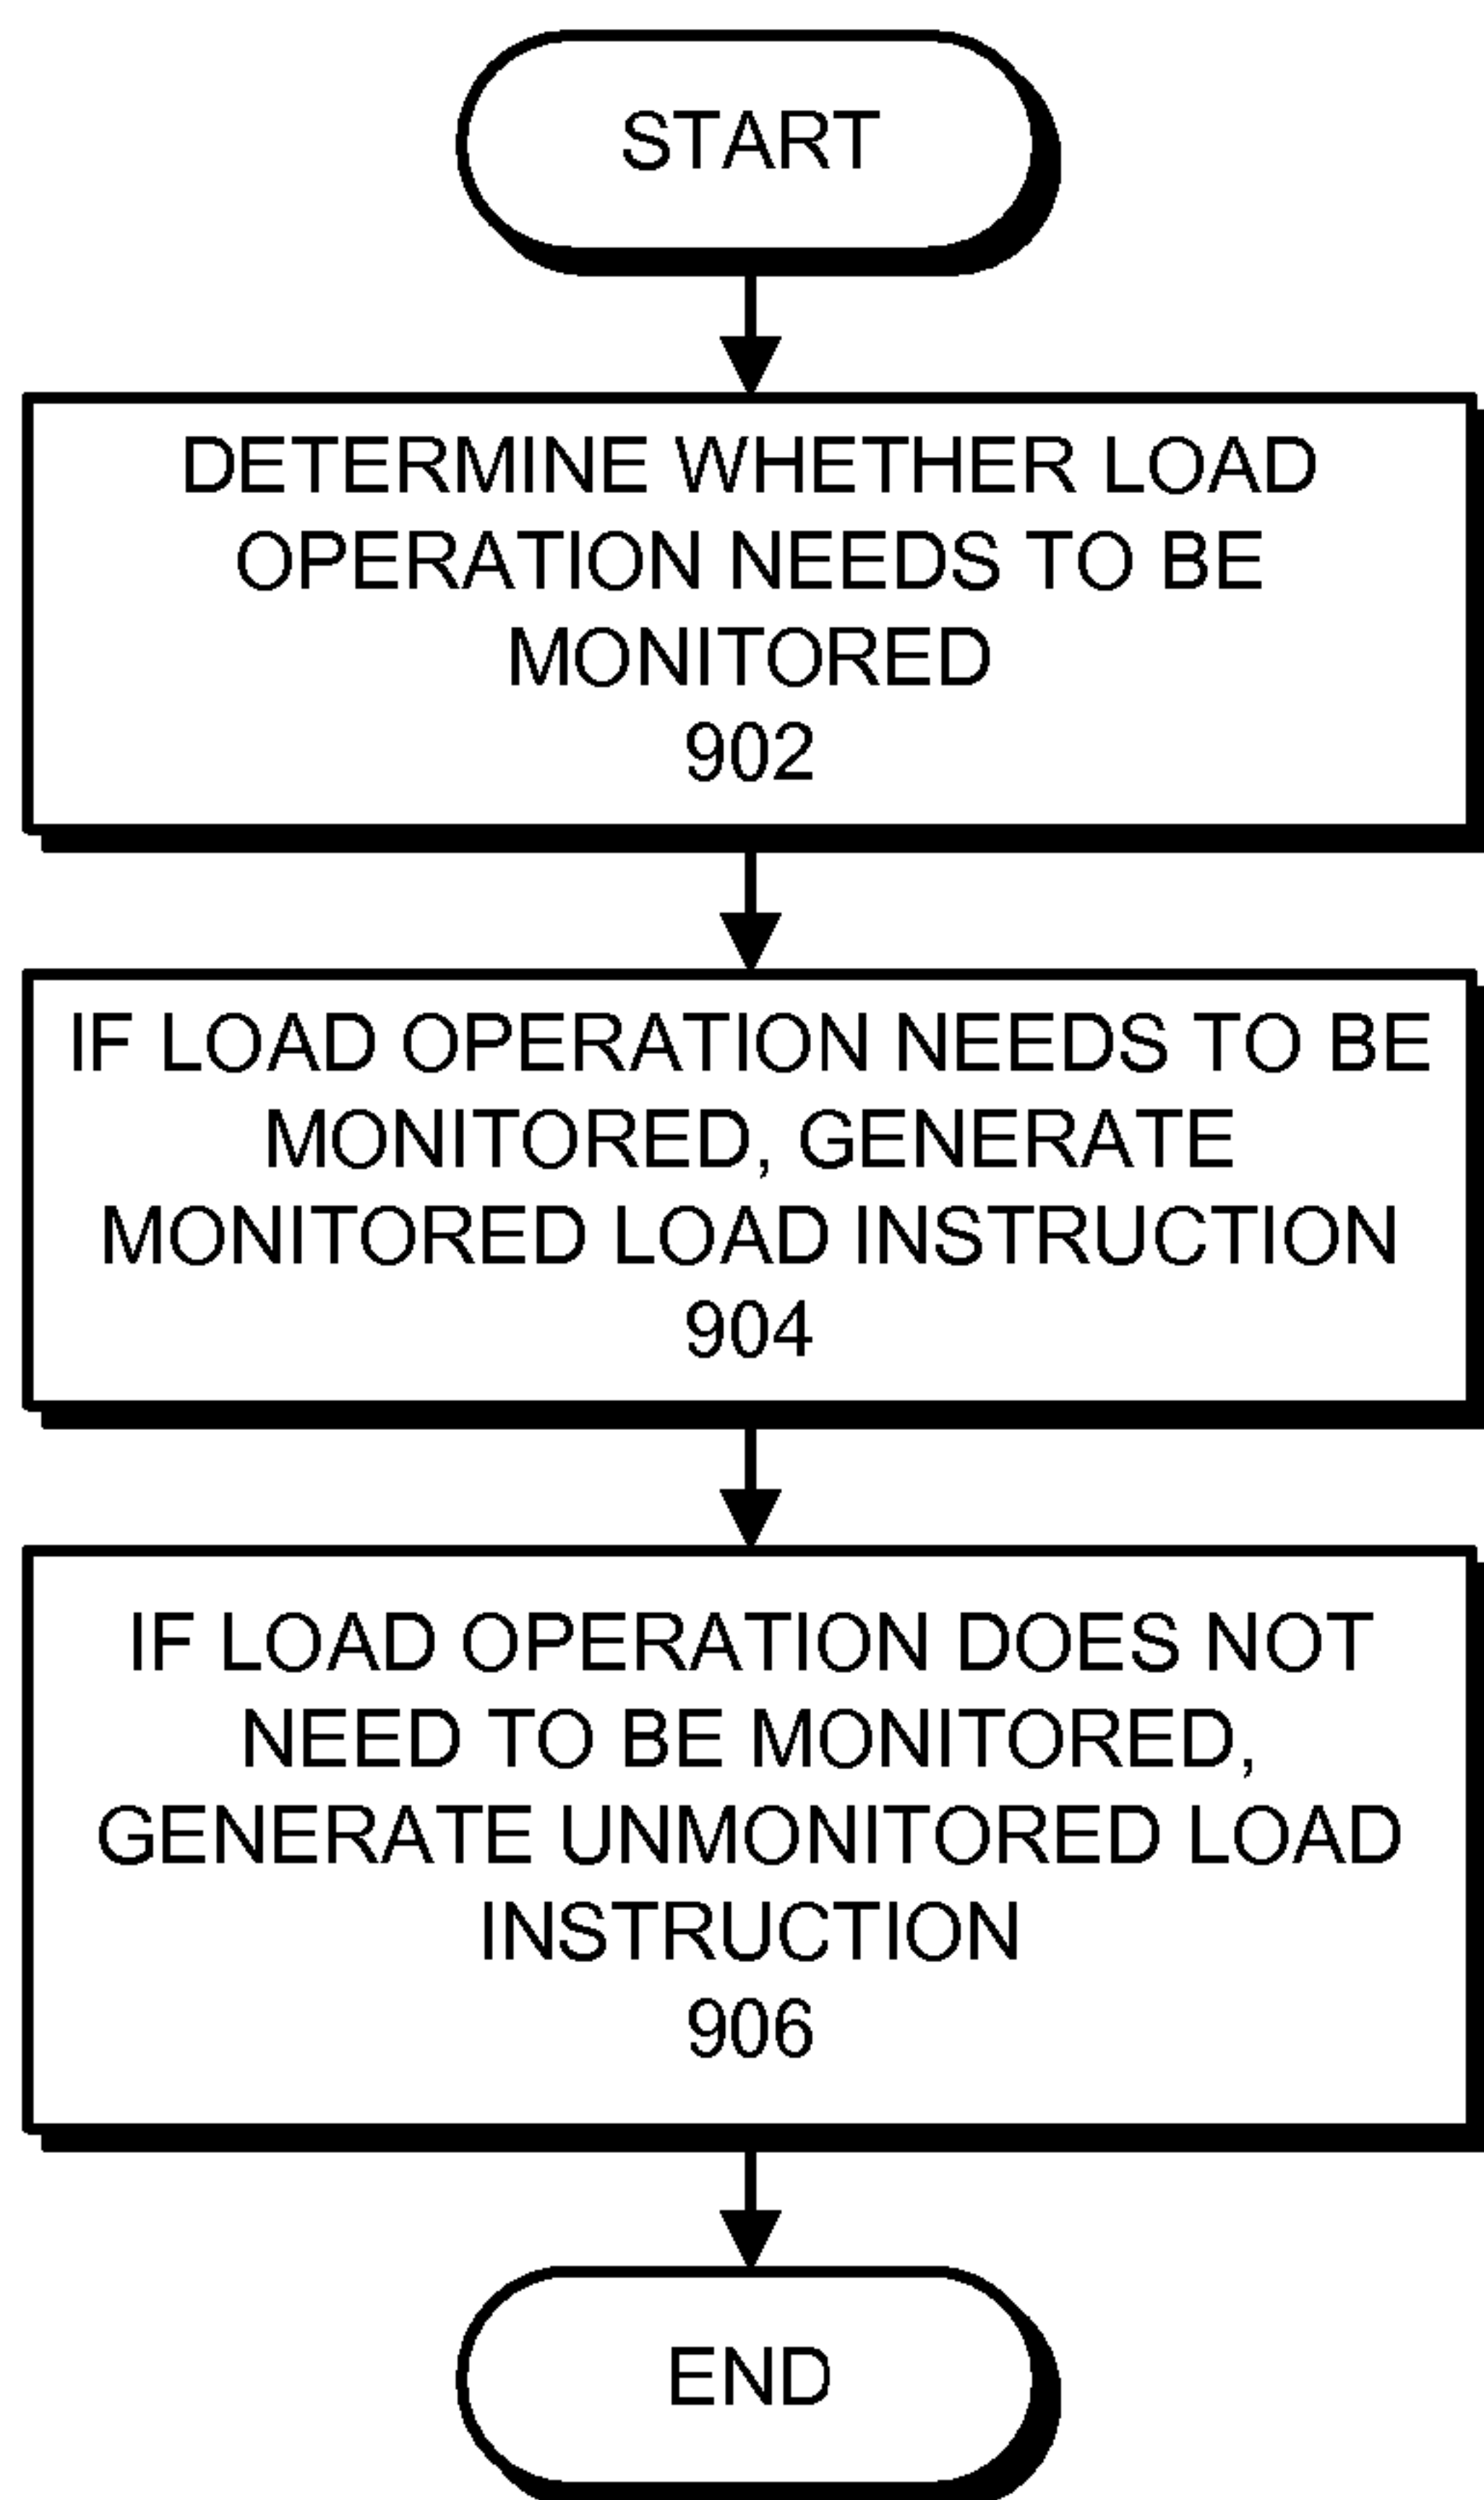 START
DETERMINE WHETHER LOAD
OPERATION NEEDS TO BE
MONITORED
902
IF LOAD OPERATION NEEDS TO BE
MONITORED, GENERATE
MONITORED LOAD INSTRUCTION
904
IF LOAD OPERATION DOES NOT
NEED TO BE MONITORED,
GENERATE UNMONITORED LOAD
INSTRUCTION
906
END